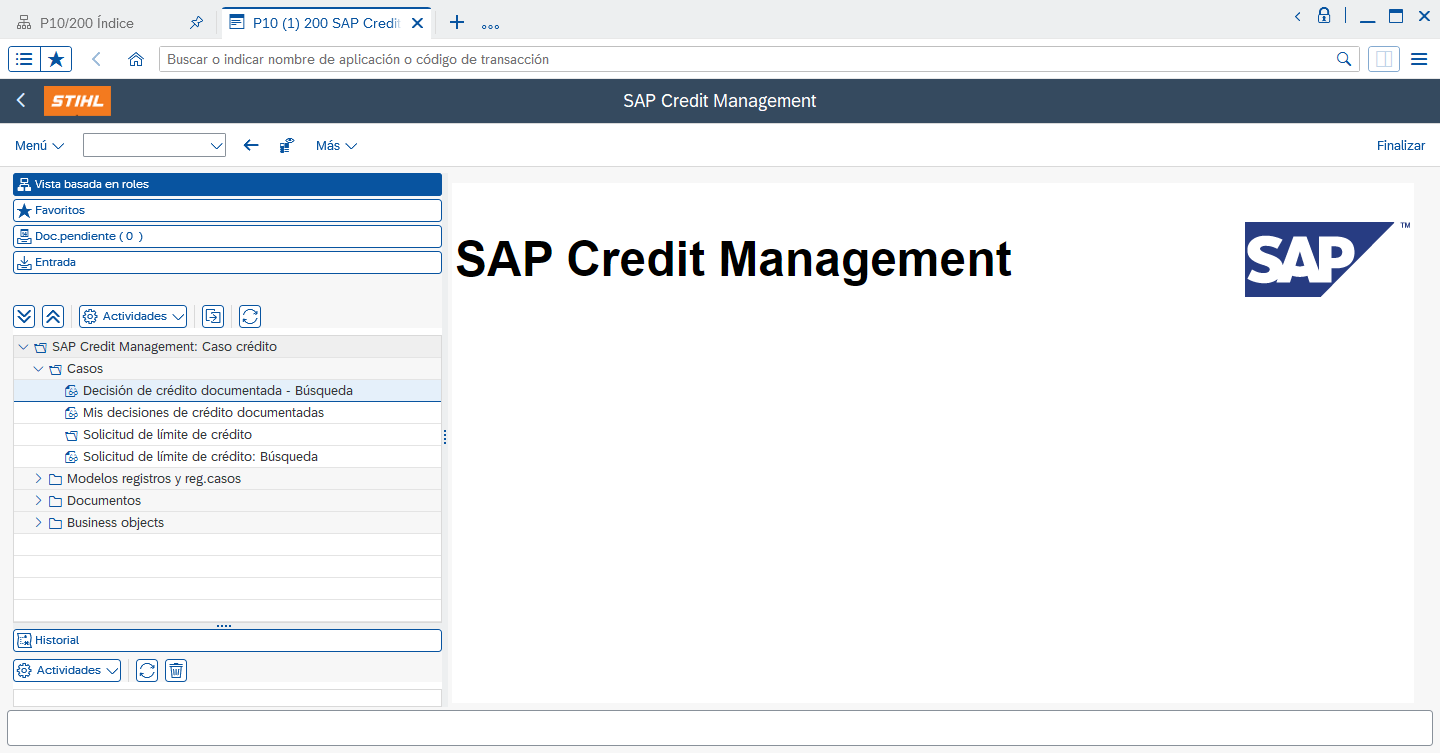 P10/200 Índice
P10 (1) 200 SAP Credit
Buscar o indicar nombre de aplicación o código de transacción
STIHL
SAP Credit Management
Menú
Más
Finalizar
Vista basada en roles
Favoritos
Doc.pendiente ( 0 )
Entrada
Actividades
SAP Credit Management: Caso crédito
Casos
Decisión de crédito documentada - Búsqueda
Mis decisiones de crédito documentadas
Solicitud de límite de crédito
Solicitud de límite de crédito: Búsqueda
Modelos registros y reg.casos
Documentos
Business objects
Historial
Actividades
SAP Credit Management
SAP ™